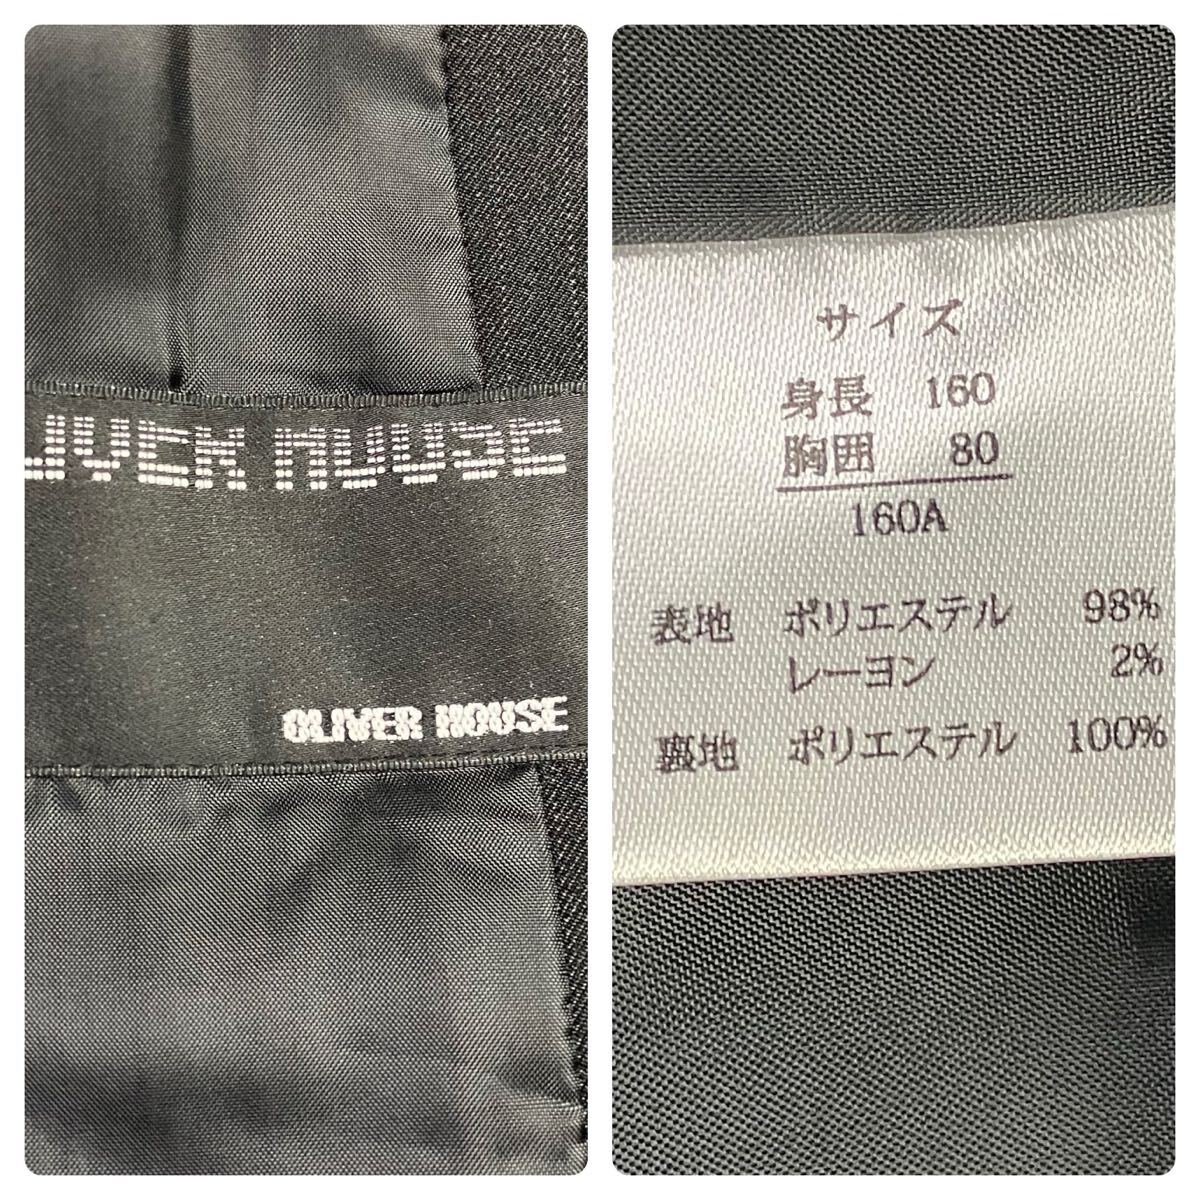 OLIVER HOUSE
サイズ
身長 160
胸囲 80
160A
表地 ポリエステル 98%
レーヨン 2%
裏地 ポリエステル 100%